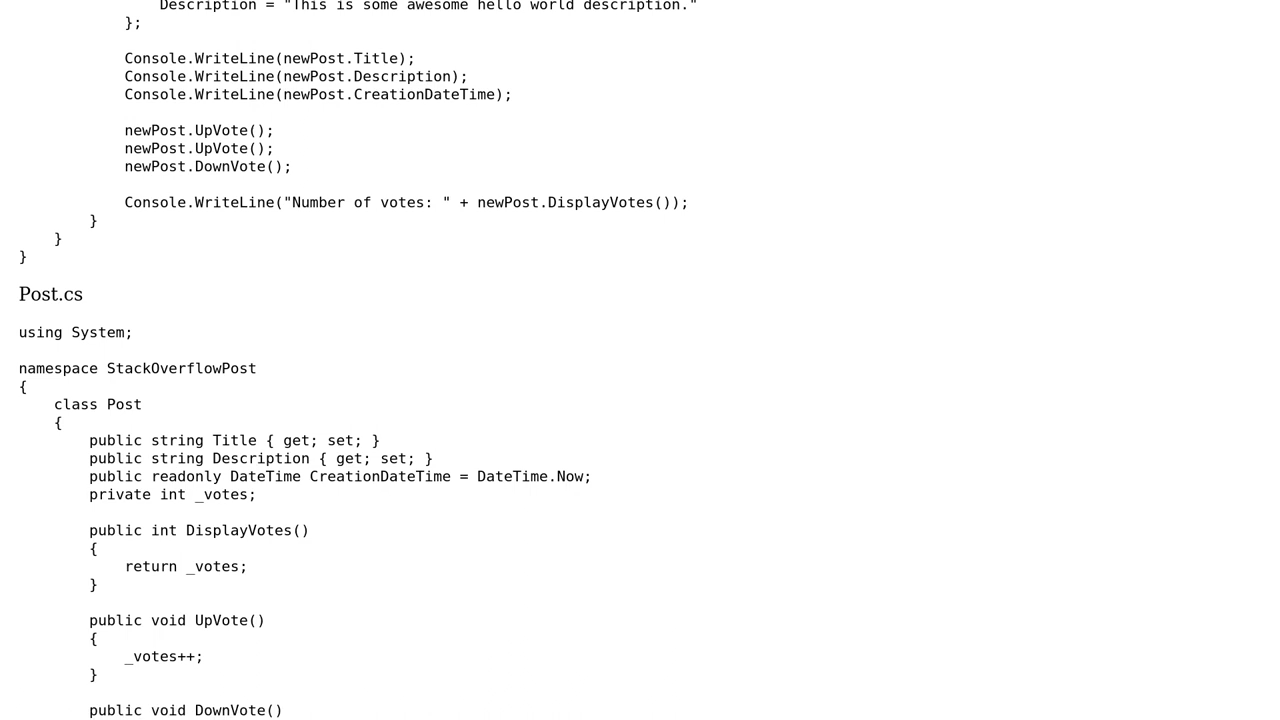 Description = "This is some awesome hello world description."
            };

            Console.WriteLine(newPost.Title);
            Console.WriteLine(newPost.Description);
            Console.WriteLine(newPost.CreationDateTime);

            newPost.UpVote();
            newPost.UpVote();
            newPost.DownVote();

            Console.WriteLine("Number of votes: " + newPost.DisplayVotes());
        }
    }
}
Post.cs
using System;

namespace StackOverflowPost
{
    class Post
    {
        public string Title { get; set; }
        public string Description { get; set; }
        public readonly DateTime CreationDateTime = DateTime.Now;
        private int _votes;

        public int DisplayVotes()
        {
            return _votes;
        }

        public void UpVote()
        {
            _votes++;
        }

        public void DownVote()